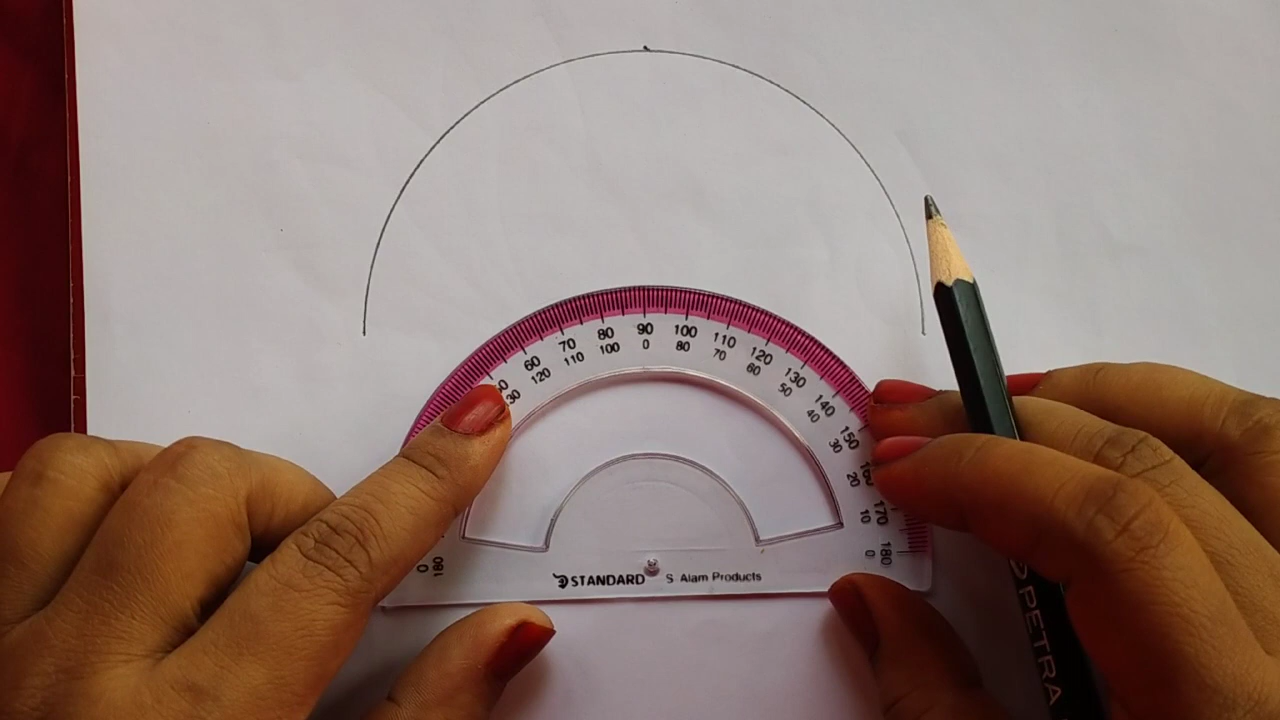 60 70 80 90 100 110 120 130 140 150 170 180
120 110 100 0 80 70 60 50 40 30 20 10 0
0
180
STANDARD S Alam Products
PETRA